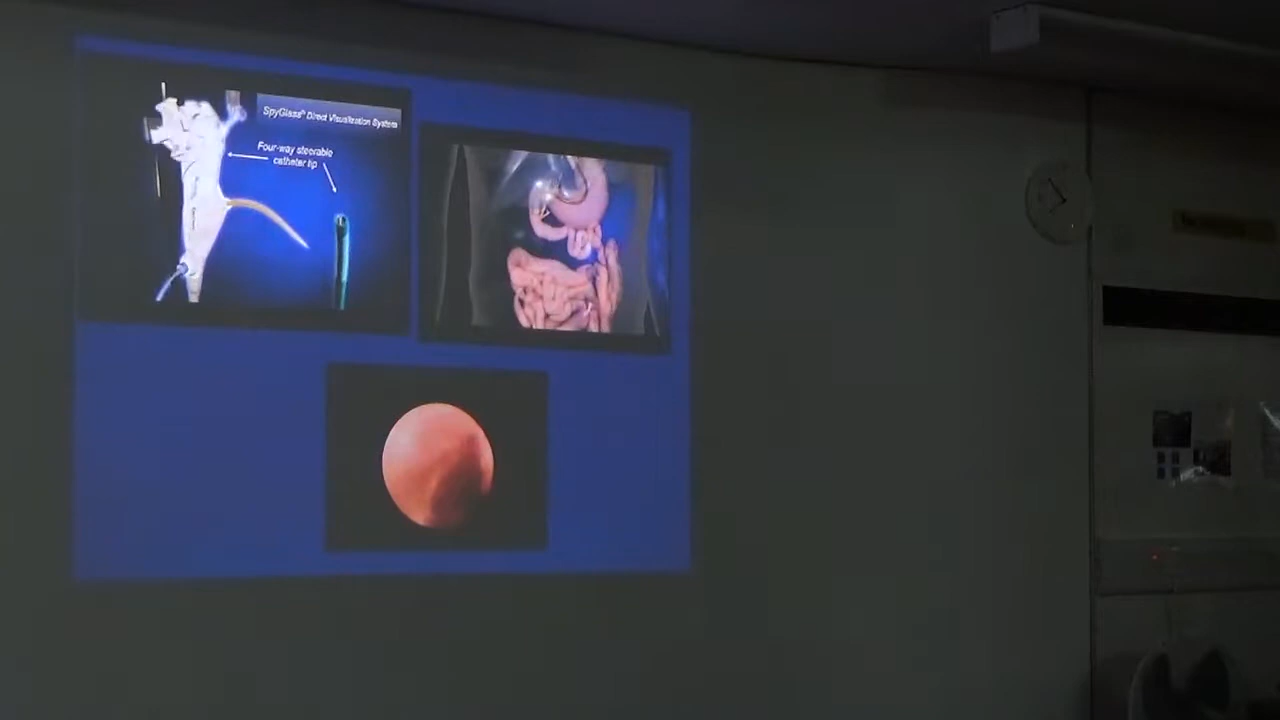 SpyGlass® Direct Visualization System
Four-way steerable
catheter tip